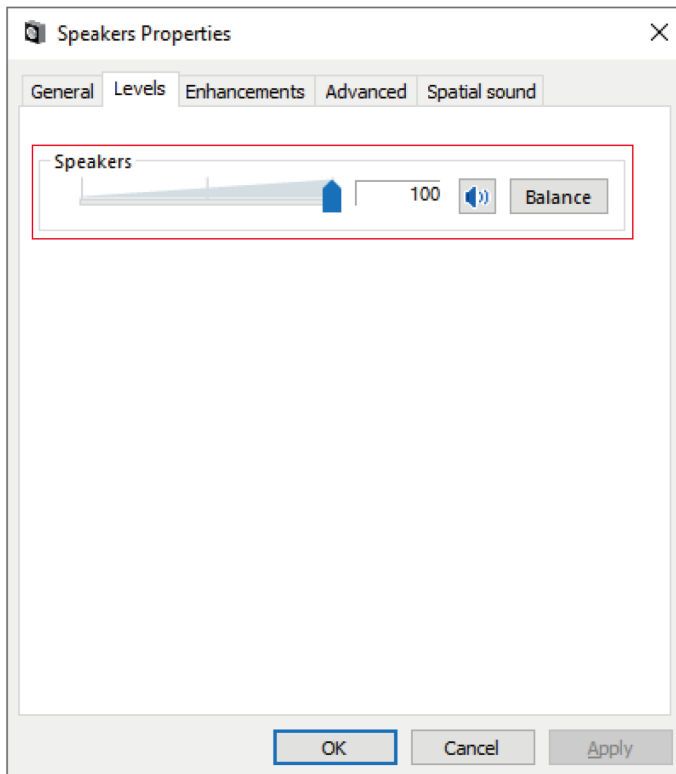 Speakers Properties
General Levels Enhancements Advanced Spatial sound
Speakers
100 Balance
OK Cancel Apply